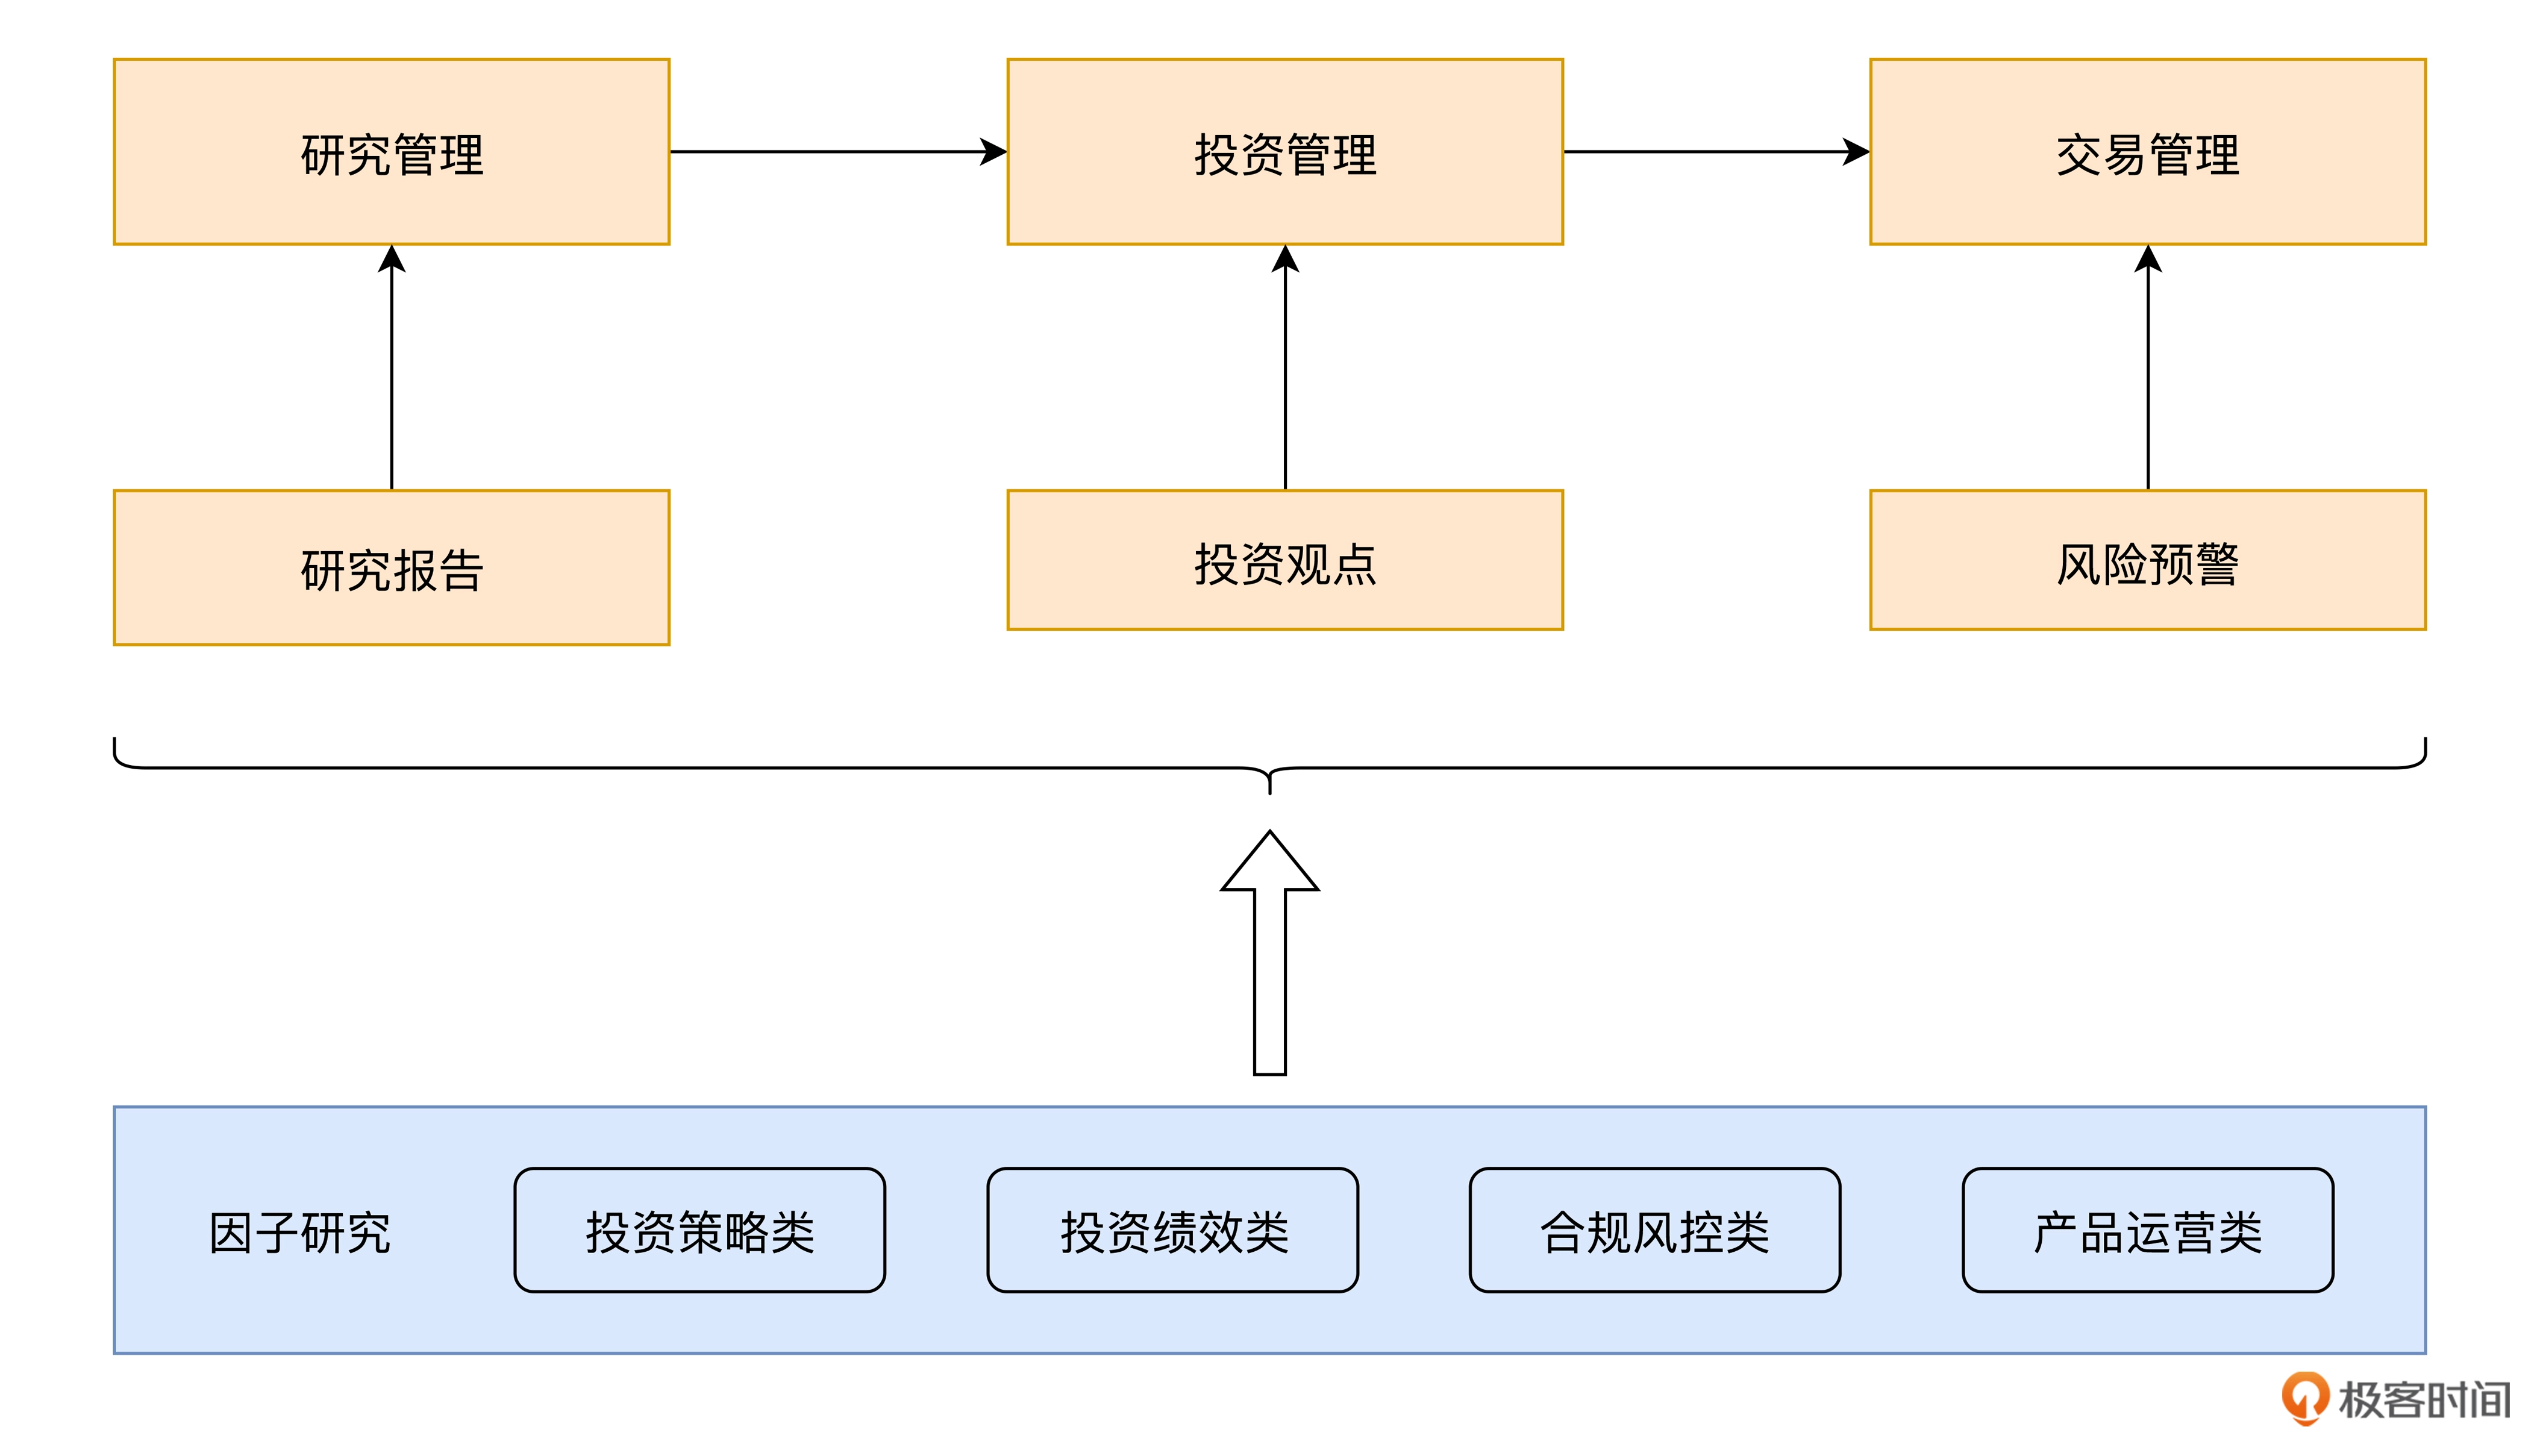 研究管理
投资管理
交易管理
研究报告
投资观点
风险预警
因子研究
投资策略类
投资绩效类
合规风控类
产品运营类
极客时间